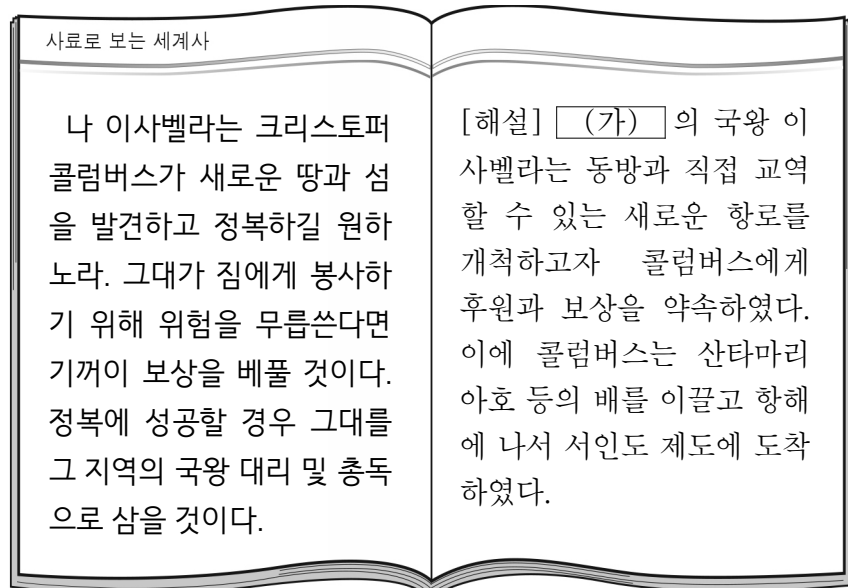 사료로 보는 세계사
나 이사벨라는 크리스토퍼
콜럼버스가 새로운 땅과 섬
을 발견하고 정복하길 원하
노라. 그대가 짐에게 봉사하
기 위해 위험을 무릅쓴다면
기꺼이 보상을 베풀 것이다.
정복에 성공할 경우 그대를
그 지역의 국왕 대리 및 총독
으로 삼을 것이다.
[해설] (가) 의 국왕 이
사벨라는 동방과 직접 교역
할 수 있는 새로운 항로를
개척하고자 콜럼버스에게
후원과 보상을 약속하였다.
이에 콜럼버스는 산타마리
아호 등의 배를 이끌고 항해
에 나서 서인도 제도에 도착
하였다.